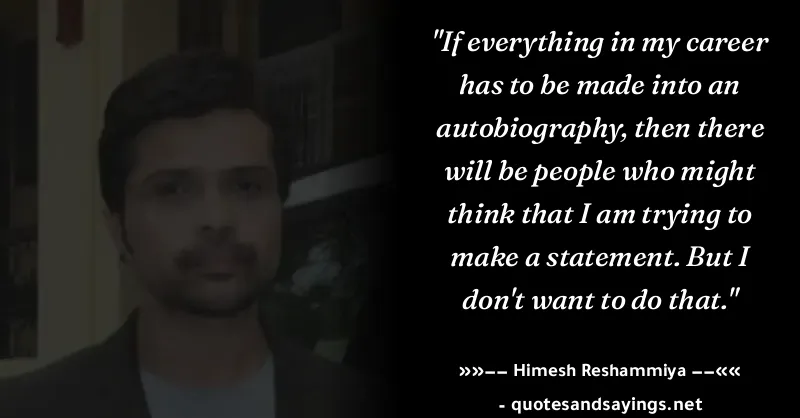 "If everything in my career
has to be made into an
autobiography, then there
will be people who might
think that I am trying to
make a statement. But I
don't want to do that."
»»−− Himesh Reshammiya −−««
- quotesandsayings.net